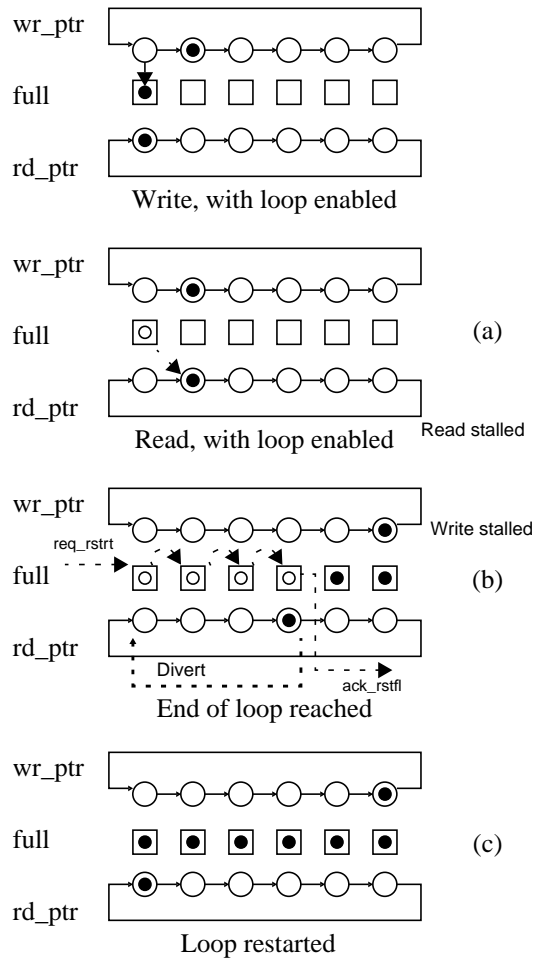 wr_ptr
full
rd_ptr
Write, with loop enabled
wr_ptr
full
(a)
rd_ptr
Read, with loop enabled
Read stalled
wr_ptr
Write stalled
req_rstrt
full
(b)
rd_ptr
Divert
ack_rstfl
End of loop reached
wr_ptr
full
(c)
rd_ptr
Loop restarted